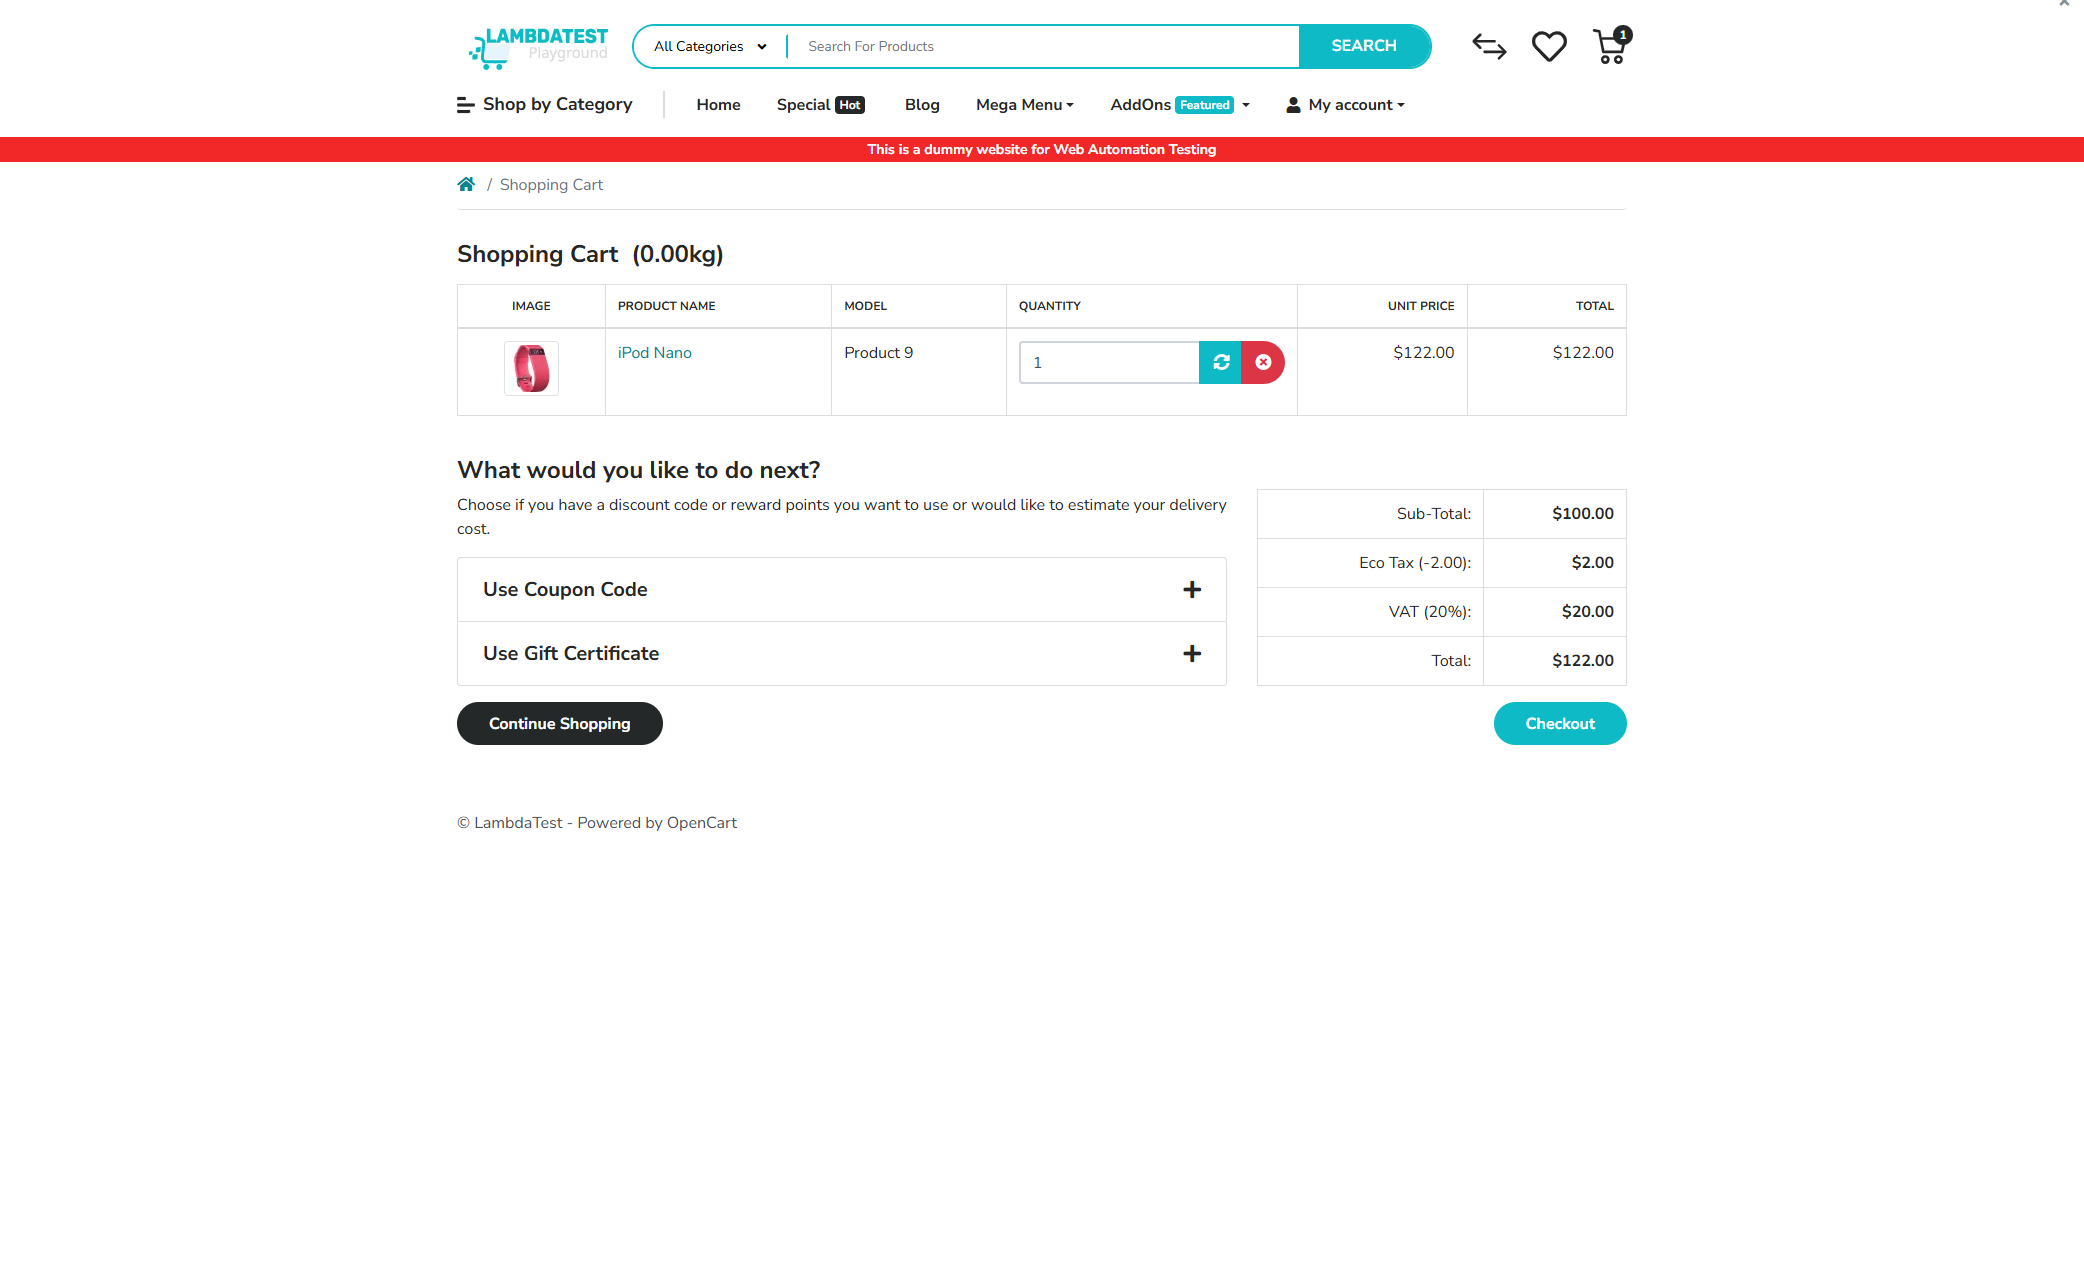 LAMBDATEST
Playground
All Categories
Search For Products
SEARCH
1
Shop by Category
Home
Special Hot
Blog
Mega Menu
AddOns Featured
My account
This is a dummy website for Web Automation Testing
/ Shopping Cart
Shopping Cart (0.00kg)
IMAGE PRODUCT NAME MODEL QUANTITY UNIT PRICE TOTAL
iPod Nano Product 9 1 $122.00 $122.00
What would you like to do next?
Choose if you have a discount code or reward points you want to use or would like to estimate your delivery
cost.
Use Coupon Code
Use Gift Certificate
Sub-Total: $100.00
Eco Tax (-2.00): $2.00
VAT (20%): $20.00
Total: $122.00
Continue Shopping
Checkout
© LambdaTest - Powered by OpenCart